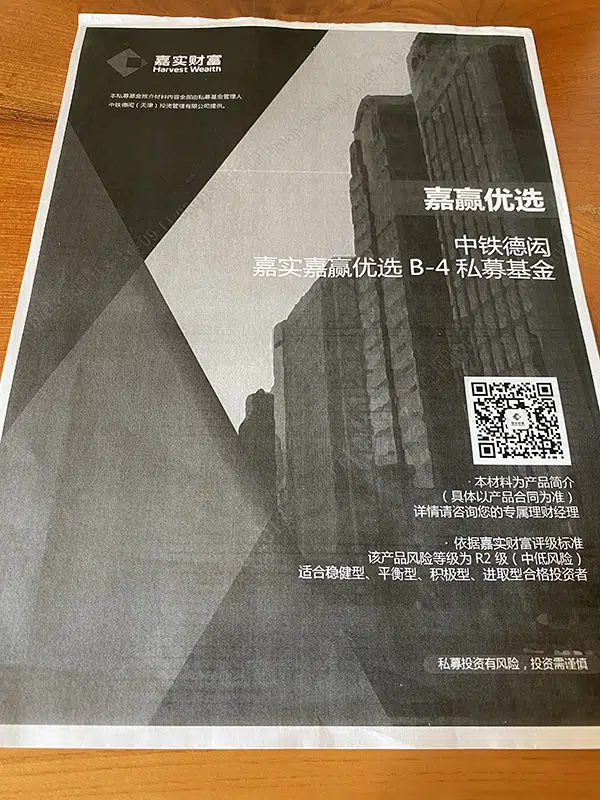 嘉实财富
Harvest Wealth
本私募基金推介材料内容全部由私募基金管理人
中铁德闳（天津）投资管理有限公司提供。
嘉赢优选
中铁德闳
嘉实嘉赢优选 B-4 私募基金
· 本材料为产品简介
（具体以产品合同为准）
详情请咨询您的专属理财经理
· 依据嘉实财富评级标准
该产品风险等级为 R2 级（中低风险）
适合稳健型、平衡型、积极型、进取型合格投资者
私募投资有风险，投资需谨慎